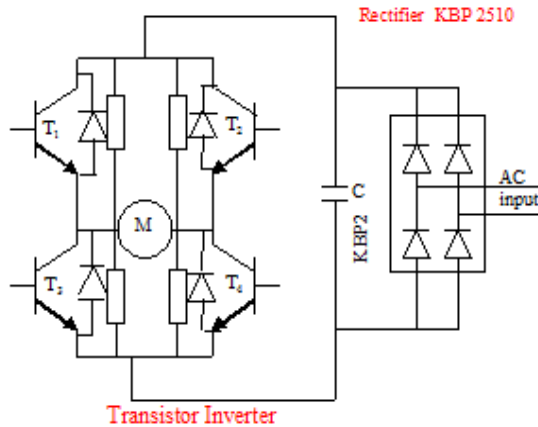 Rectifier KBP 2510
T1
T2
M
C
KBP2
AC
input
T3
T4
Transistor Inverter